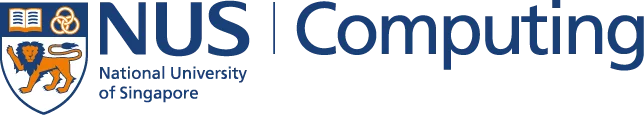 NUS | Computing
National University
of Singapore